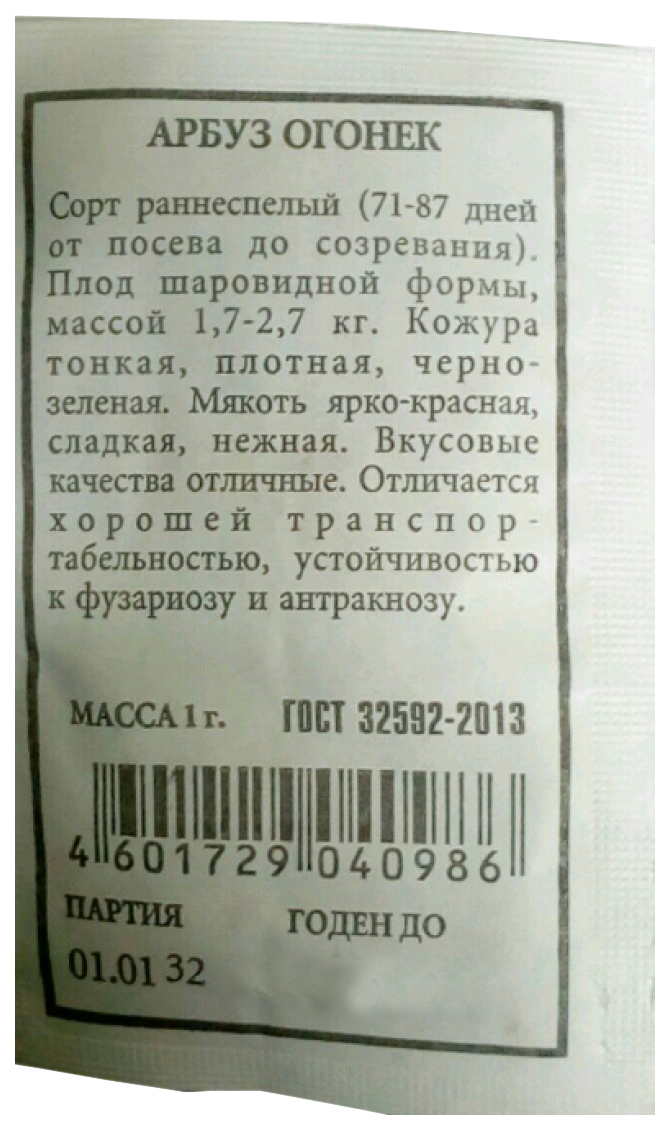 АРБУЗ ОГОНЕК
Сорт раннеспелый (71-87 дней
от посева до созревания).
Плод шаровидной формы,
массой 1,7-2,7 кг. Кожура
тонкая, плотная, черно-
зеленая. Мякоть ярко-красная,
сладкая, нежная. Вкусовые
качества отличные. Отличается
хорошей транспор-
табельностью, устойчивостью
к фузариозу и антракнозу.
МАССА 1 г. ГОСТ 32592-2013
4 601729 040986
ПАРТИЯ ГОДЕН ДО
01.01 32